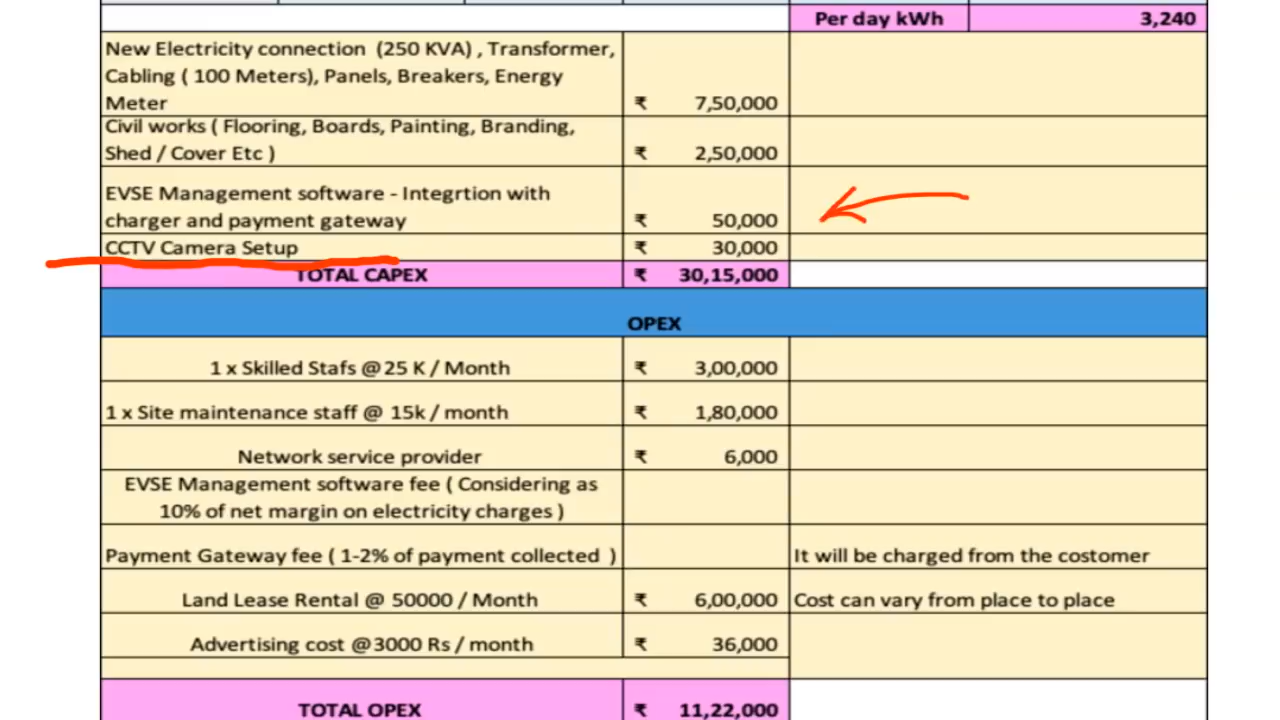 Per day kWh 3,240
New Electricity connection (250 KVA) , Transformer,
Cabling ( 100 Meters), Panels, Breakers, Energy
Meter ₹ 7,50,000
Civil works ( Flooring, Boards, Painting, Branding,
Shed / Cover Etc ) ₹ 2,50,000
EVSE Management software - Integrtion with
charger and payment gateway ₹ 50,000
CCTV Camera Setup ₹ 30,000
TOTAL CAPEX ₹ 30,15,000
OPEX
1 x Skilled Stafs @ 25 K / Month ₹ 3,00,000
1 x Site maintenance staff @ 15k / month ₹ 1,80,000
Network service provider ₹ 6,000
EVSE Management software fee ( Considering as
10% of net margin on electricity charges )
Payment Gateway fee ( 1-2% of payment collected ) It will be charged from the costomer
Land Lease Rental @ 50000 / Month ₹ 6,00,000 Cost can vary from place to place
Advertising cost @3000 Rs / month ₹ 36,000
TOTAL OPEX ₹ 11,22,000